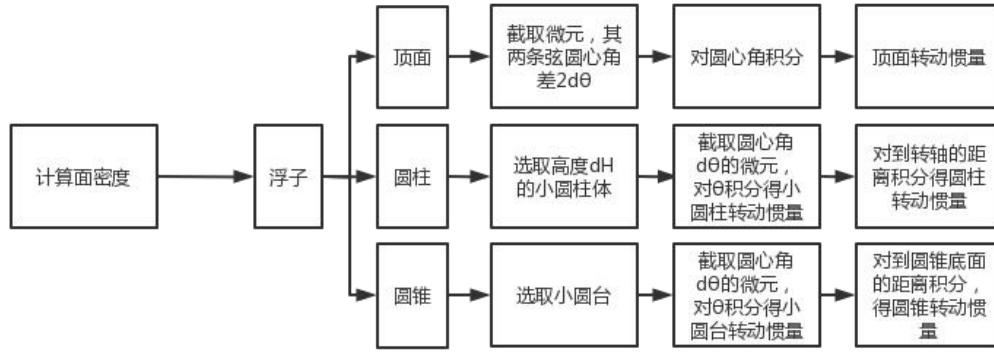 计算面密度
浮子
顶面
截取微元，其
两条弦圆心角
差2dθ
对圆心角积分
顶面转动惯量
圆柱
选取高度dH
的小圆柱体
截取圆心角
dθ的微元，
对θ积分得小
圆柱转动惯量
对到转轴的距
离积分得圆柱
转动惯量
圆锥
选取小圆台
截取圆心角
dθ的微元，
对θ积分得小
圆台转动惯量
对到圆锥底面
的距离积分，
得圆锥转动惯
量